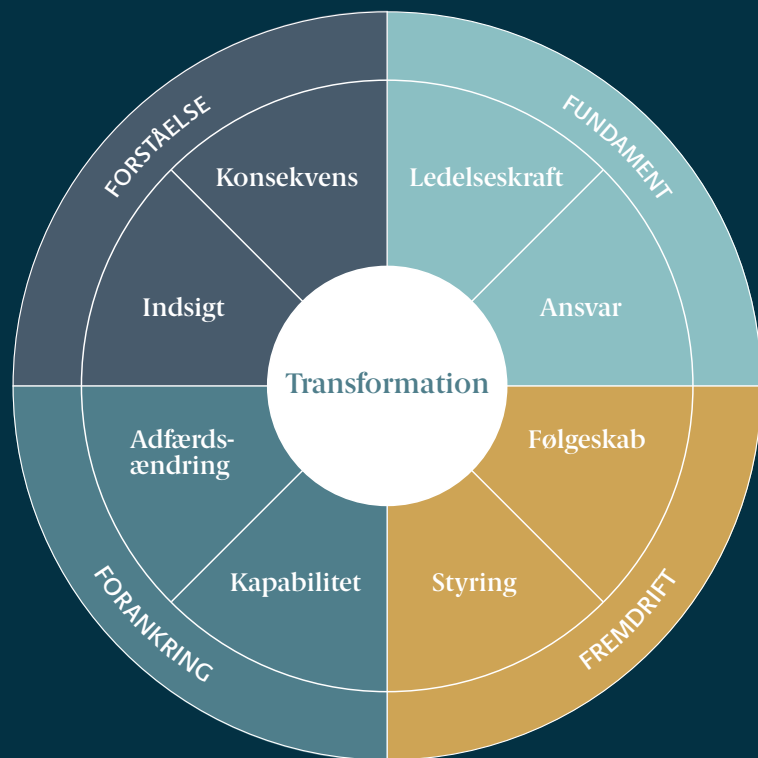 FORSTÅELSE
FUNDAMENT
Konsekvens
Ledelseskraft
Indsigt
Ansvar
Transformation
Adfærds-
ændring
Følgeskab
Kapabilitet
Styring
FORANKRING
FREMDRIFT